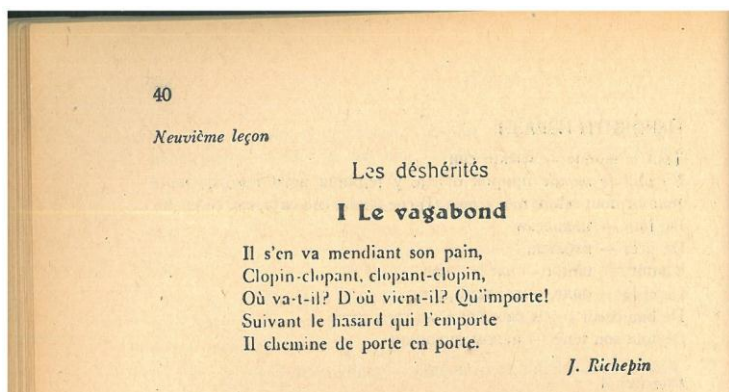 40
Neuvième leçon
Les déshérités
I Le vagabond
Il s'en va mendiant son pain,
Clopin-clopant, clopant-clopin,
Où va-t-il? D'où vient-il? Qu'importe!
Suivant le hasard qui l'emporte
Il chemine de porte en porte.
J. Richepin